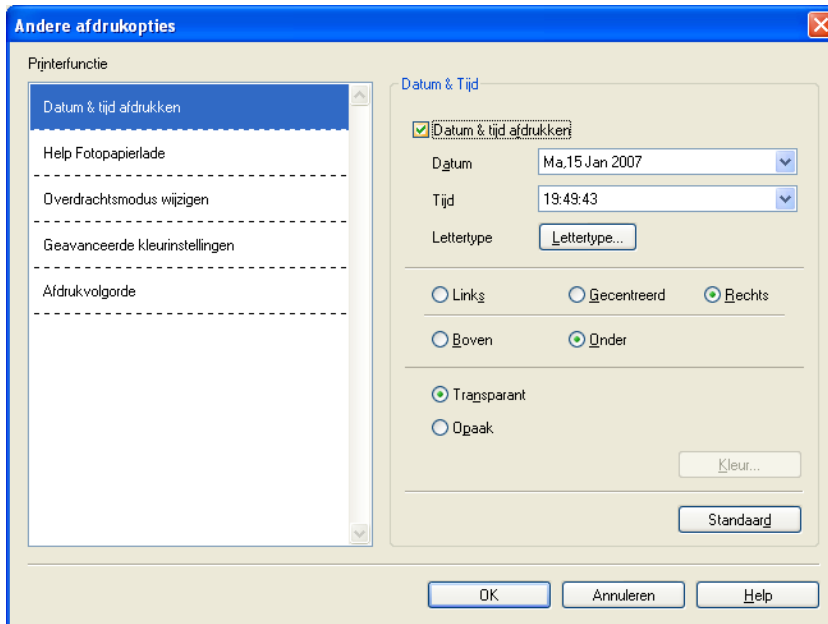 Andere afdrukopties
Printerfunctie
Datum & tijd afdrukken
Help Fotopapierlade
Overdrachtsmodus wijzigen
Geavanceerde kleurinstellingen
Afdrukvolgorde
Datum & Tijd
Datum & tijd afdrukken
Datum Ma,15 Jan 2007
Tijd 19:49:43
Lettertype Lettertype...
Links Gecentreerd Rechts
Boven Onder
Transparant
Opaak
Kleur...
Standaard
OK Annuleren Help